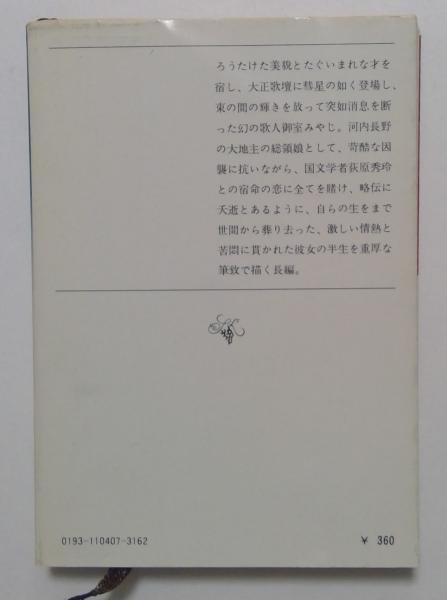 ろうたけた美貌とたぐいまれな才を
宿し、大正歌壇に彗星の如く登場し、
束の間の輝きを放って突如消息を断
った幻の歌人御室みやじ。河内長野
の大地主の総領娘として、苛酷な因
襲に抗いながら、国文学者荻原秀玲
との宿命の恋に全てを賭け、略伝に
夭逝とあるように、自らの生をまで
世間から葬り去った、激しい情熱と
苦悶に貫かれた彼女の半生を重厚な
筆致で描く長編。
0193-110407-3162
¥ 360